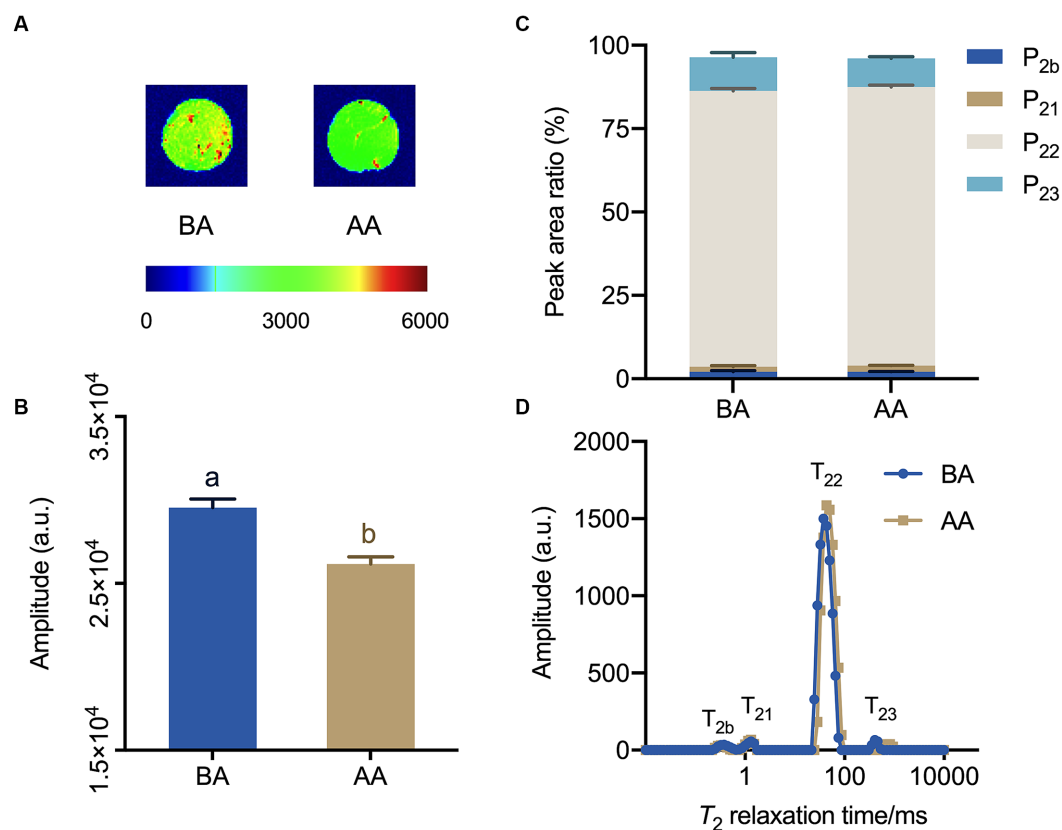 A
BA
AA
0
3000
6000
B
Amplitude (a.u.)
3.5×10⁴
2.5×10⁴
1.5×10⁴
a
b
BA
AA
C
Peak area ratio (%)
100
75
50
25
0
BA
AA
P₂b
P₂₁
P₂₂
P₂₃
D
Amplitude (a.u.)
2000
1500
1000
500
0
T₂b
T₂₁
T₂₂
T₂₃
BA
AA
1
100
10000
T₂ relaxation time/ms